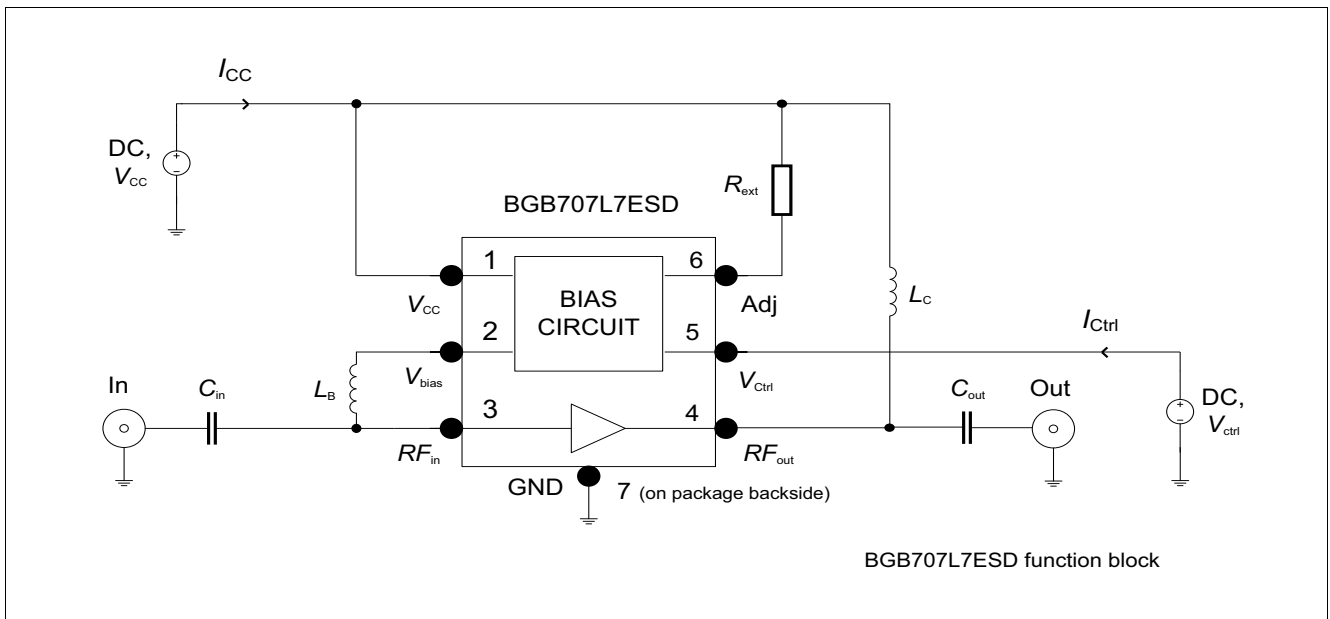 I_CC
DC,
V_CC
R_ext
BGB707L7ESD
1
6
V_CC
BIAS
CIRCUIT
Adj
L_C
2
5
I_Ctrl
V_bias
V_Ctrl
In
C_in
L_B
3
4
C_out
Out
DC,
V_ctrl
RF_in
RF_out
GND
7 (on package backside)
BGB707L7ESD function block